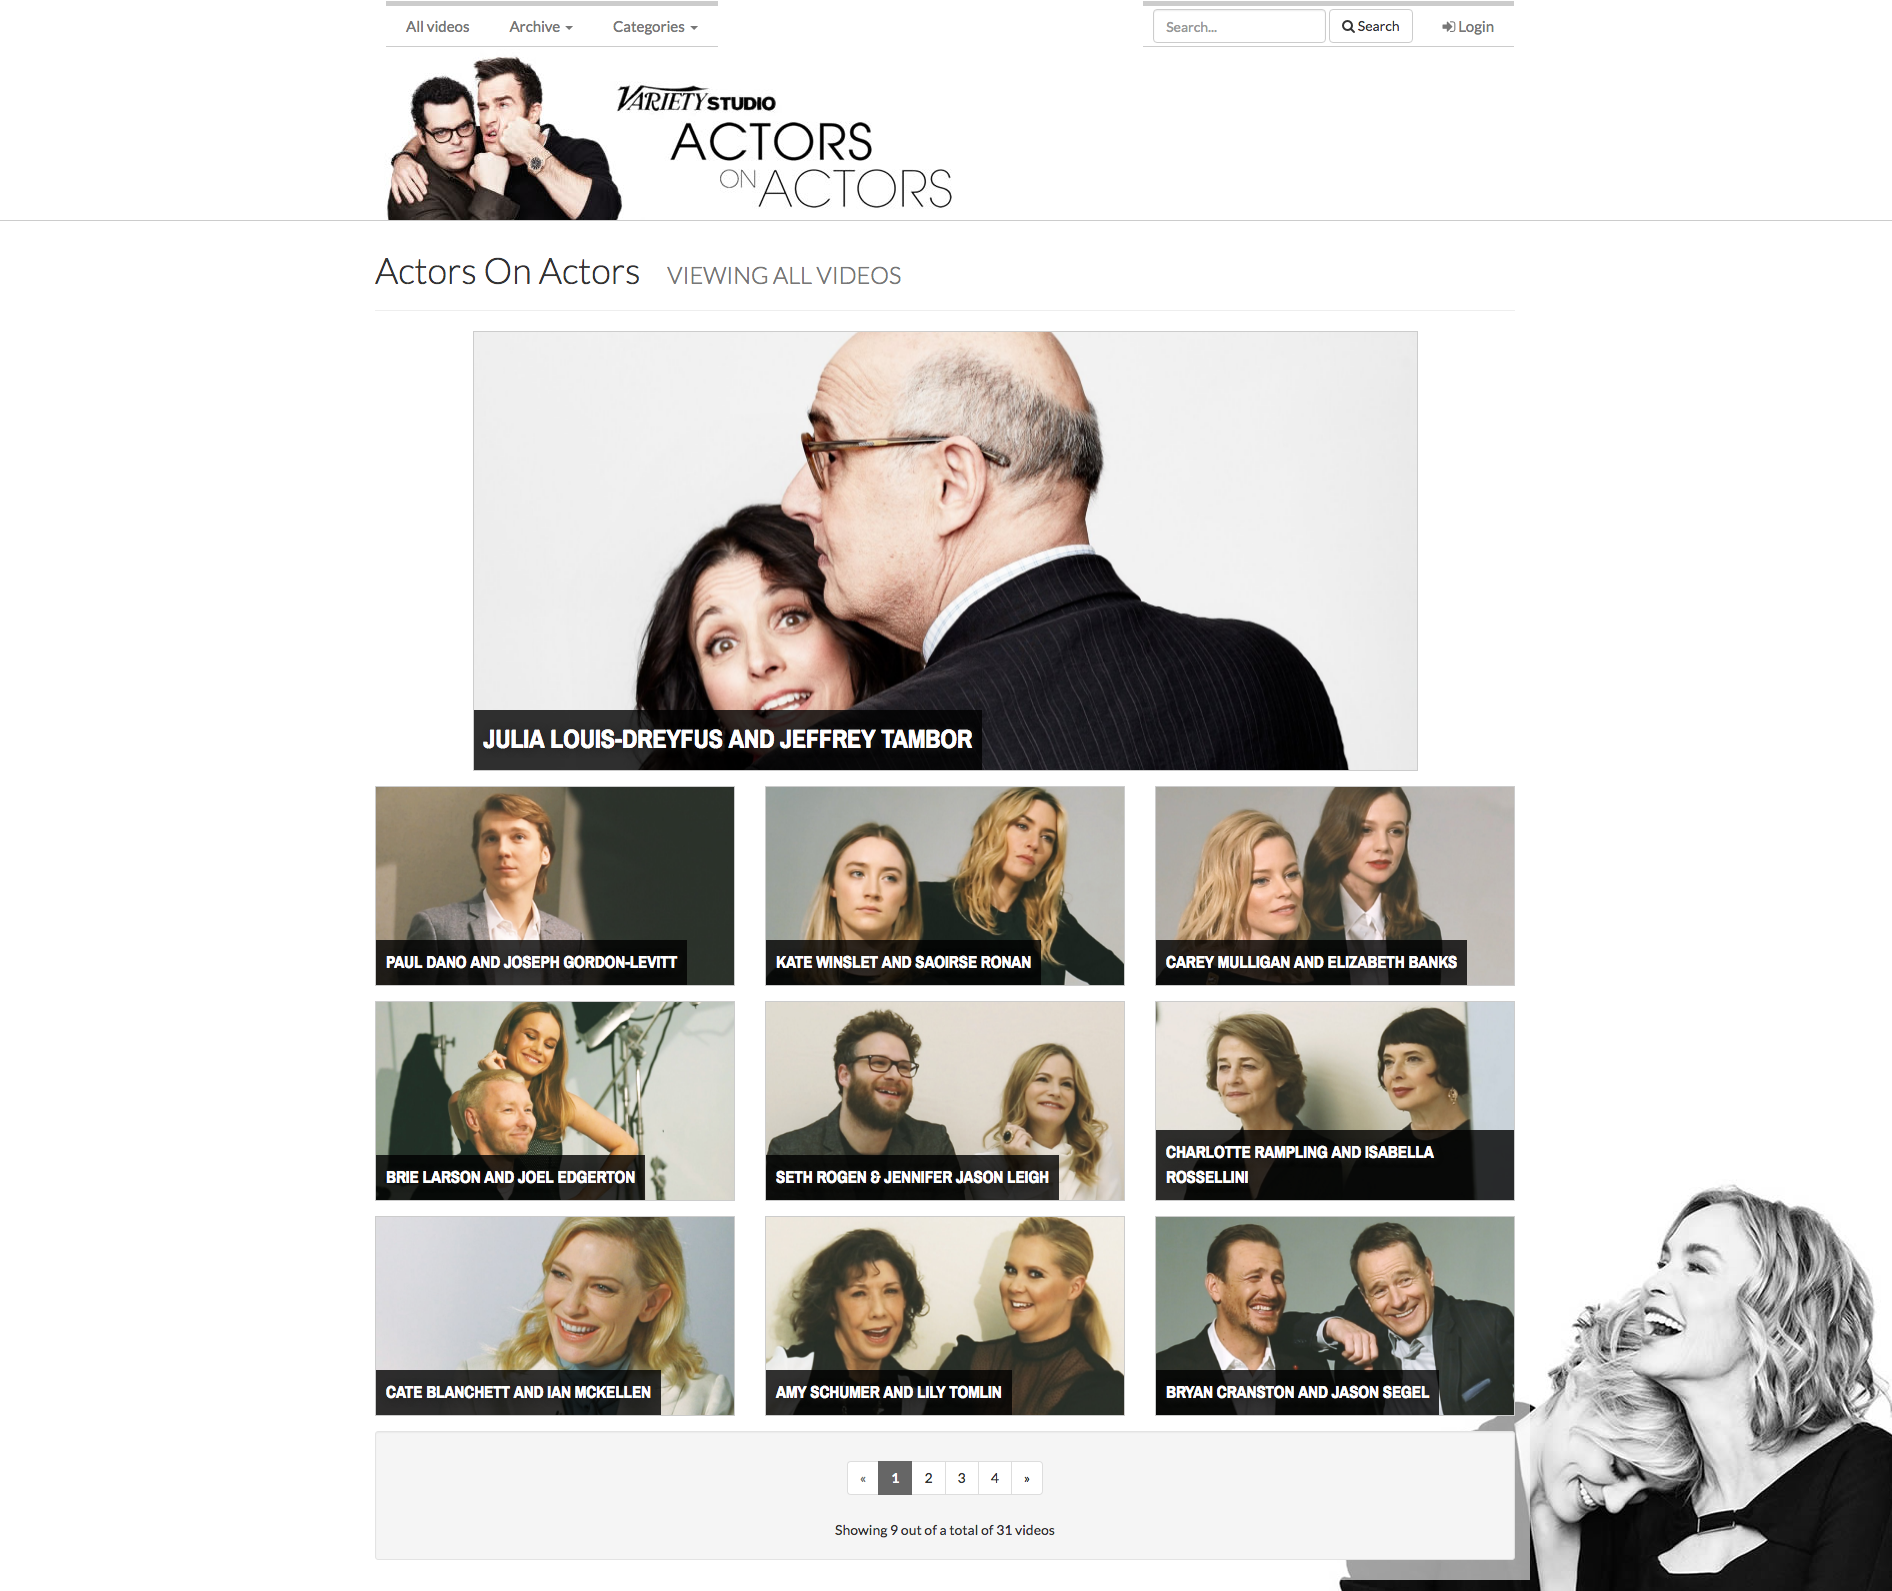 All videos
Archive
Categories
Search...
Search
Login
VARIETY STUDIO
ACTORS
ON ACTORS
Actors On Actors VIEWING ALL VIDEOS
JULIA LOUIS-DREYFUS AND JEFFREY TAMBOR
PAUL DANO AND JOSEPH GORDON-LEVITT
KATE WINSLET AND SAOIRSE RONAN
CAREY MULLIGAN AND ELIZABETH BANKS
BRIE LARSON AND JOEL EDGERTON
SETH ROGEN & JENNIFER JASON LEIGH
CHARLOTTE RAMPLING AND ISABELLA
ROSSELLINI
CATE BLANCHETT AND IAN MCKELLEN
AMY SCHUMER AND LILY TOMLIN
BRYAN CRANSTON AND JASON SEGEL
« 1 2 3 4 »
Showing 9 out of a total of 31 videos